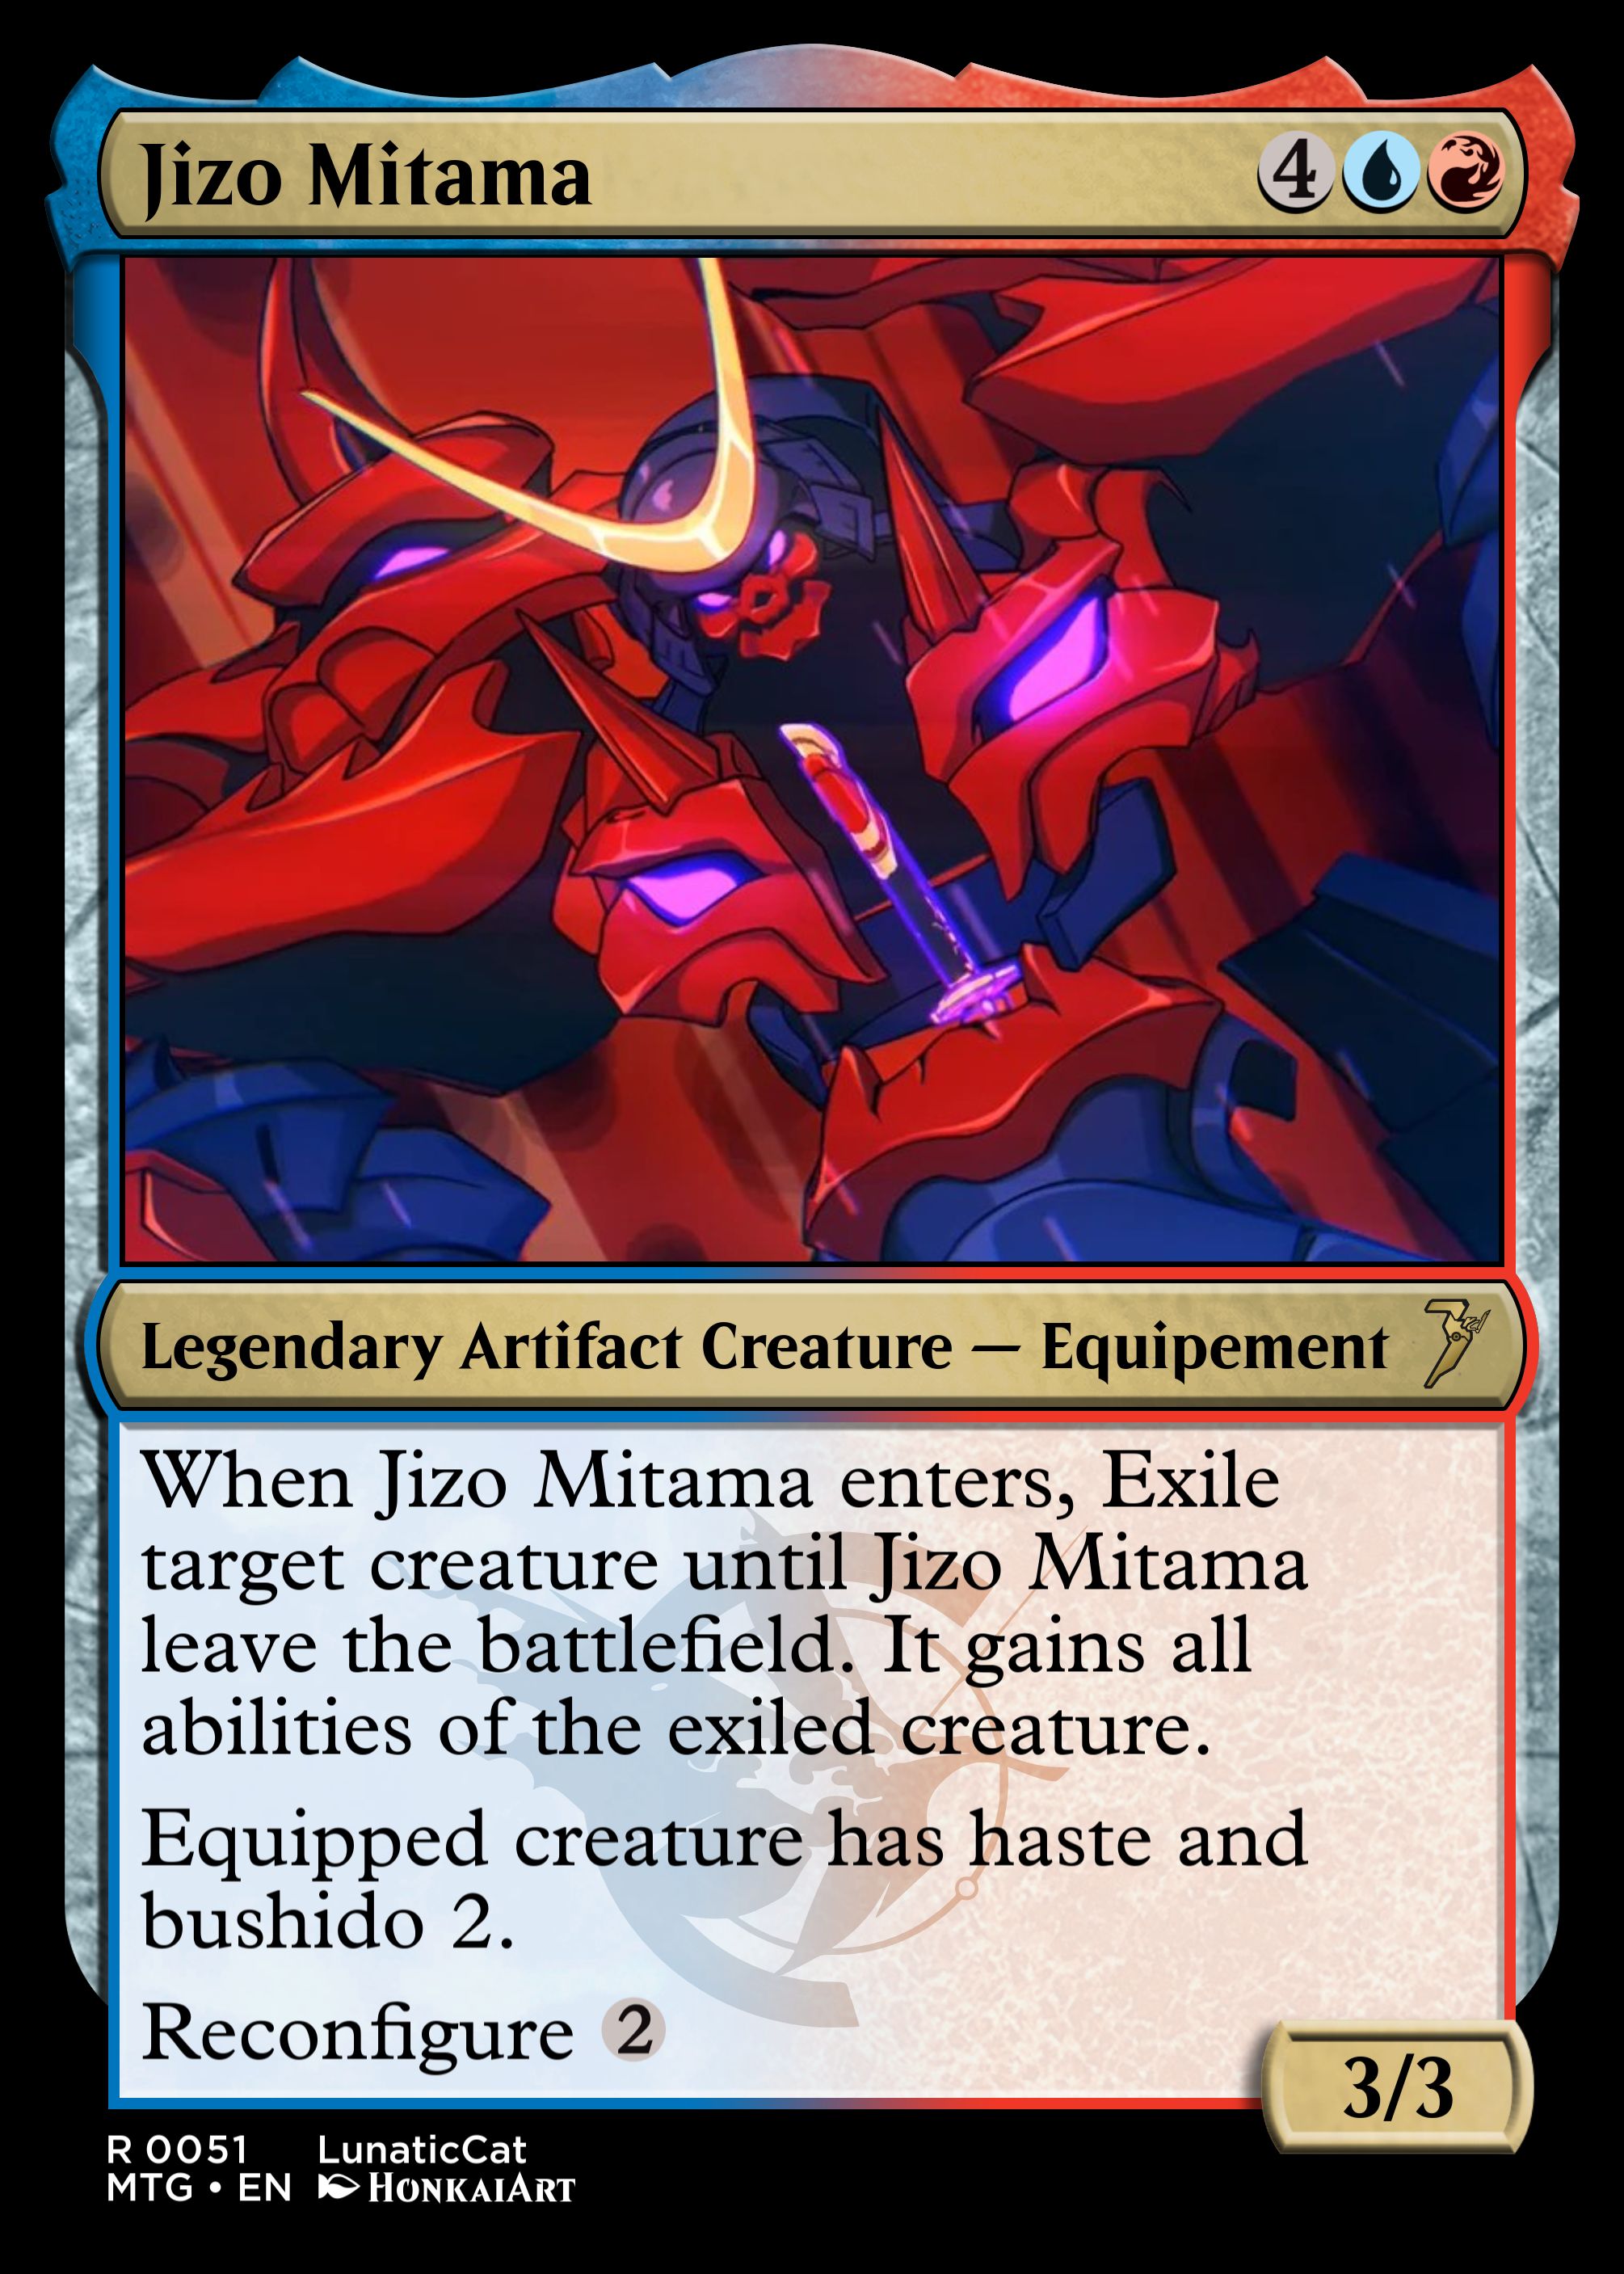 Jizo Mitama 4
Legendary Artifact Creature — Equipement
When Jizo Mitama enters, Exile
target creature until Jizo Mitama
leave the battlefield. It gains all
abilities of the exiled creature.
Equipped creature has haste and
bushido 2.
Reconfigure 2
3/3
R 0051 LunaticCat
MTG • EN HonkaiArt